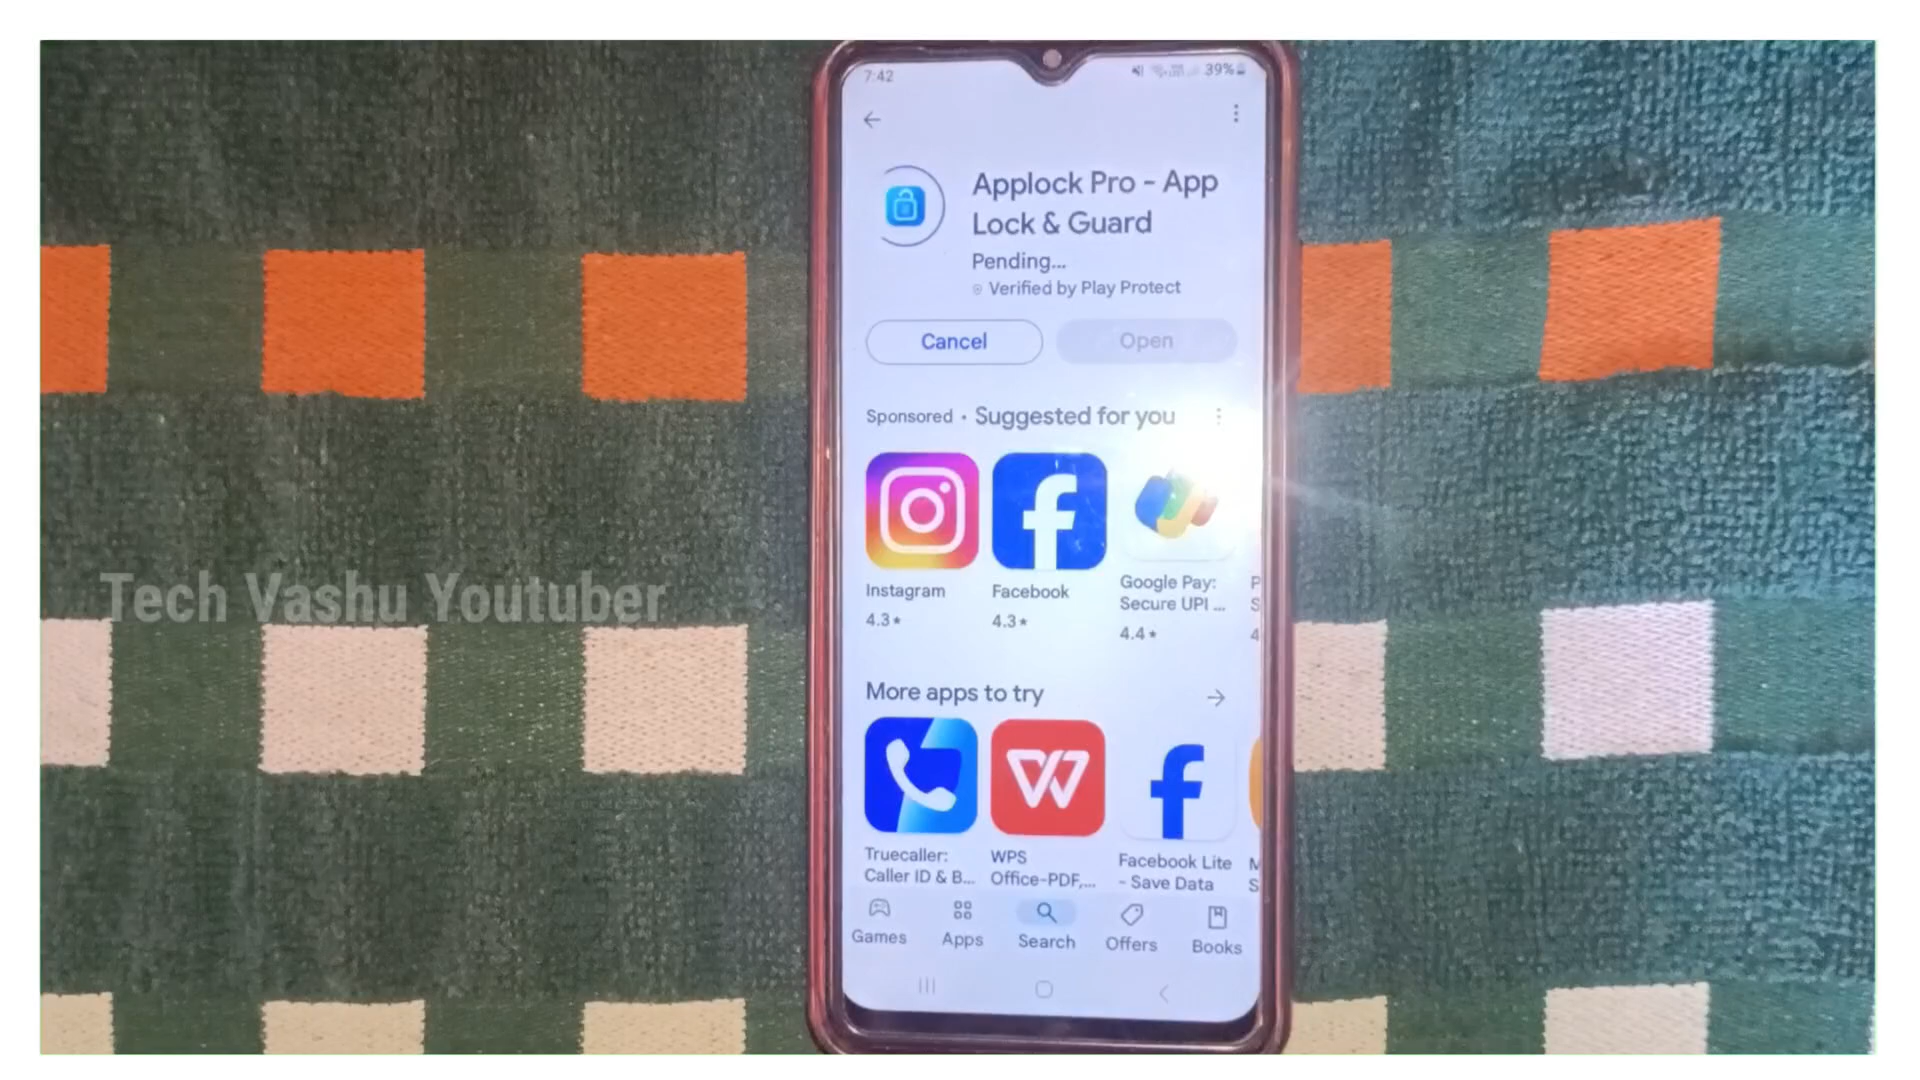 7:42
39%
Applock Pro - App
Lock & Guard
Pending...
Verified by Play Protect
Cancel
Open
Sponsored • Suggested for you
Instagram
4.3★
Facebook
4.3★
Google Pay:
Secure UPI ...
4.4★
P
S
4
Tech Vashu Youtuber
More apps to try
Truecaller:
Caller ID & B...
WPS
Office-PDF,...
Facebook Lite
- Save Data
M
S
Games
Apps
Search
Offers
Books